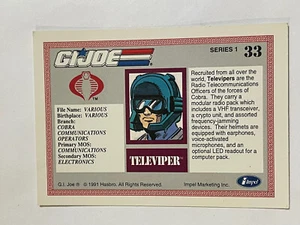 G.I. JOE
SERIES 1 33
File Name: VARIOUS
Birthplace: VARIOUS
Branch:
COBRA
COMMUNICATIONS
OPERATORS
Primary MOS:
COMMUNICATIONS
Secondary MOS:
ELECTRONICS
TELEVIPER
Recruited from all over the
world, Televipers are the
Radio Telecommunications
Officers of the forces of
Cobra. They carry a
modular radio pack which
includes a VHF transceiver,
a crypto unit, and assorted
frequency-jamming
devices. Their helmets are
equipped with earphones,
voice-activated
microphones, and an
optional LED readout for a
computer pack.
G.I. Joe ® © 1991 Hasbro. All Rights Reserved.
Impel Marketing Inc.
impel